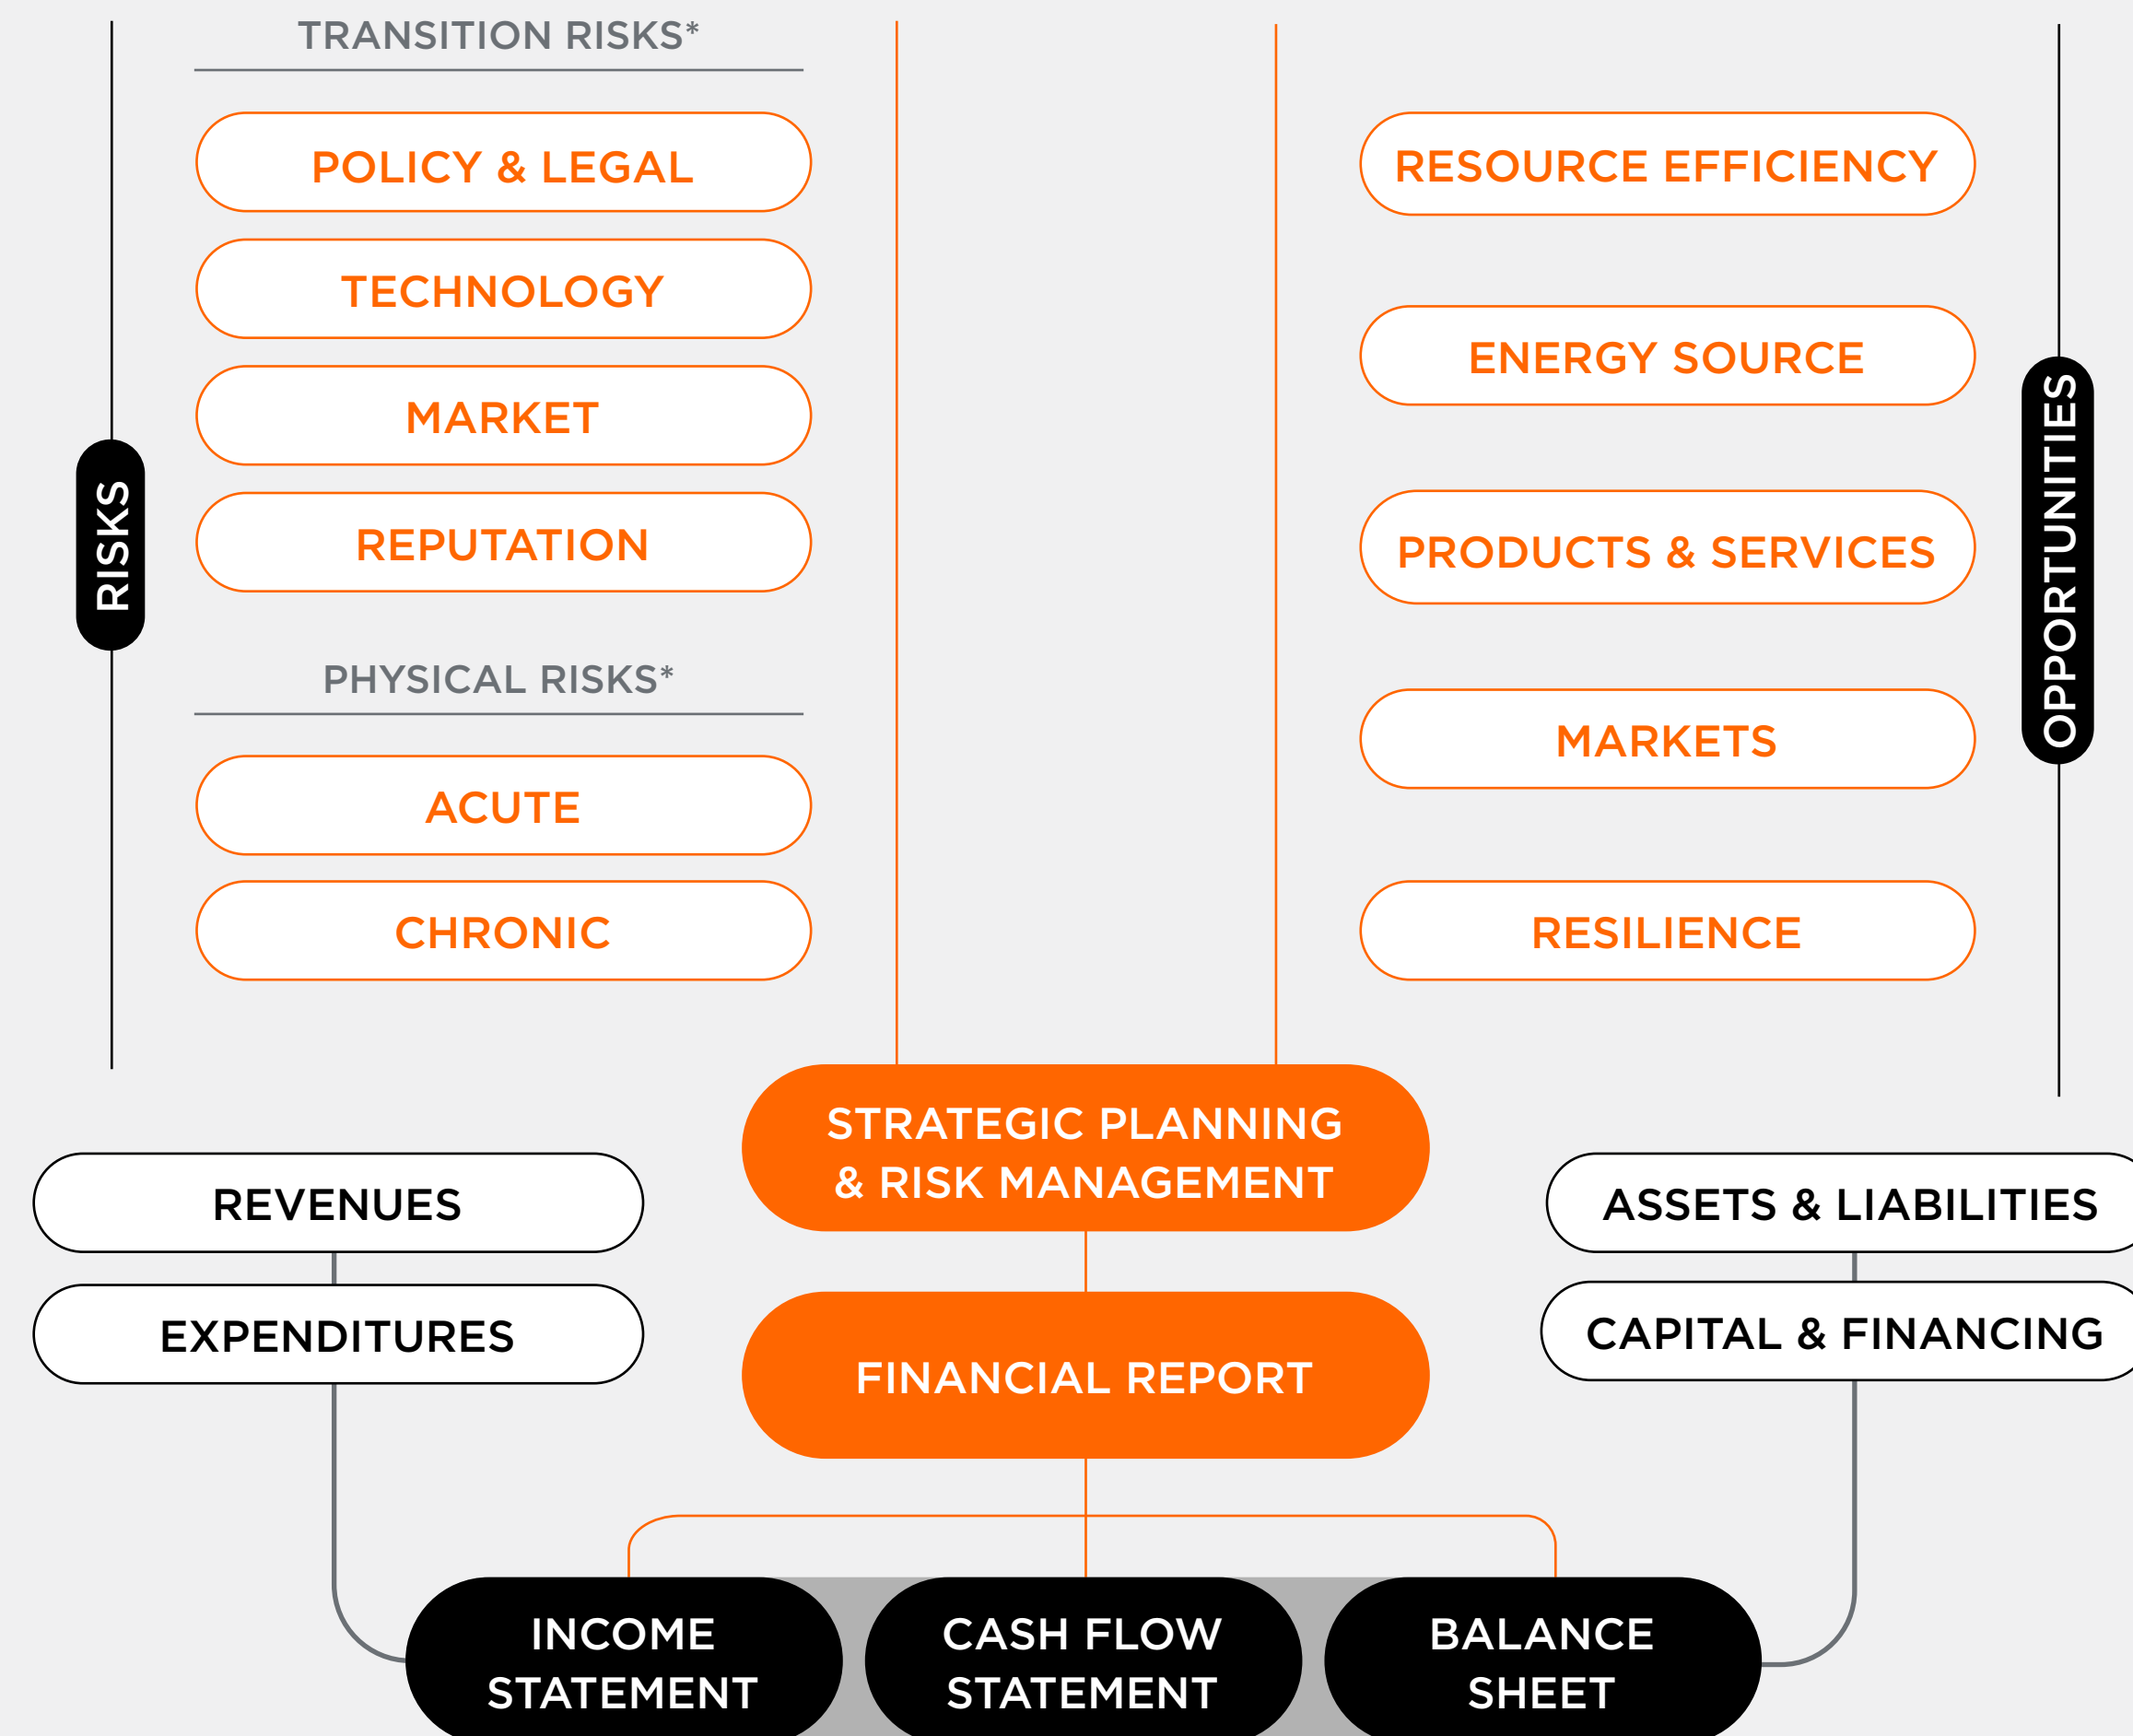 RISKS
TRANSITION RISKS*
POLICY & LEGAL
TECHNOLOGY
MARKET
REPUTATION
PHYSICAL RISKS*
ACUTE
CHRONIC
RESOURCE EFFICIENCY
ENERGY SOURCE
PRODUCTS & SERVICES
MARKETS
RESILIENCE
OPPORTUNITIES
STRATEGIC PLANNING
& RISK MANAGEMENT
REVENUES
EXPENDITURES
FINANCIAL REPORT
ASSETS & LIABILITIES
CAPITAL & FINANCING
INCOME
STATEMENT
CASH FLOW
STATEMENT
BALANCE
SHEET